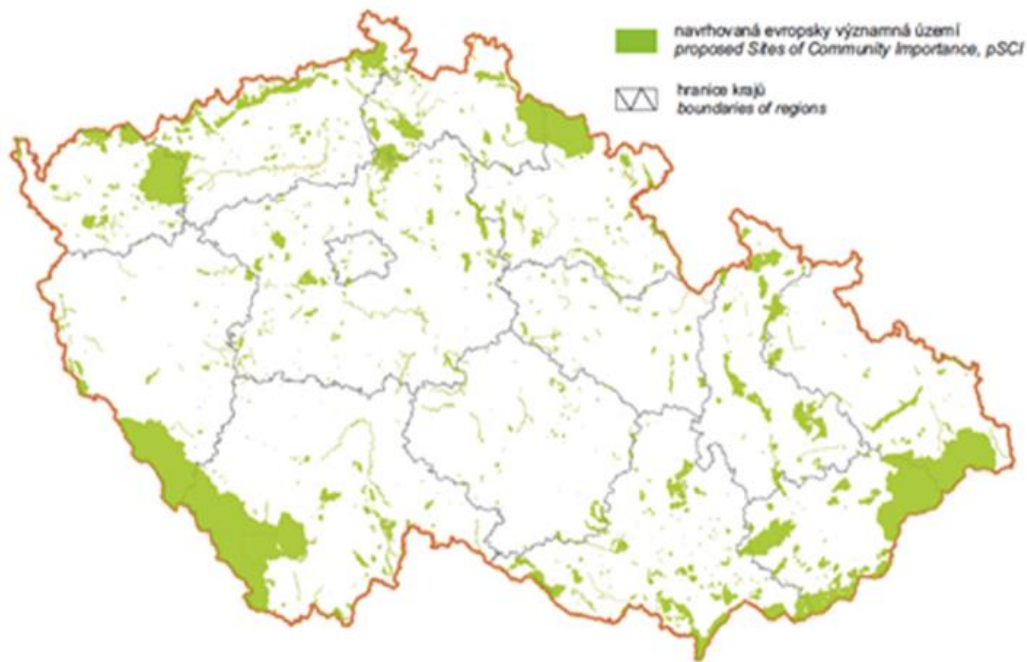 navrhovaná evropsky významná území
proposed Sites of Community Importance, pSCI
hranice krajů
boundaries of regions